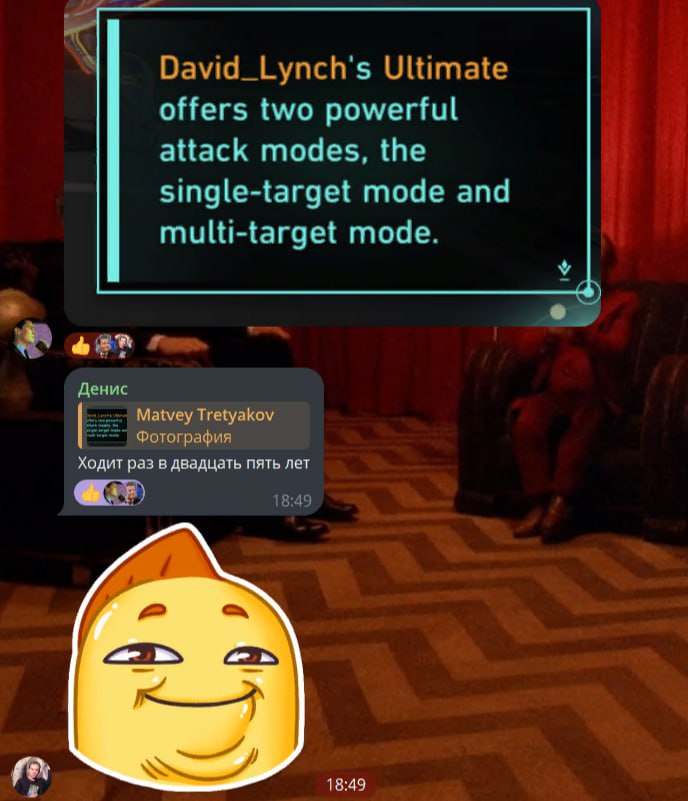 David_Lynch's Ultimate
offers two powerful
attack modes, the
single-target mode and
multi-target mode.
Денис
Matvey Tretyakov
Фотография
Ходит раз в двадцать пять лет
18:49
18:49